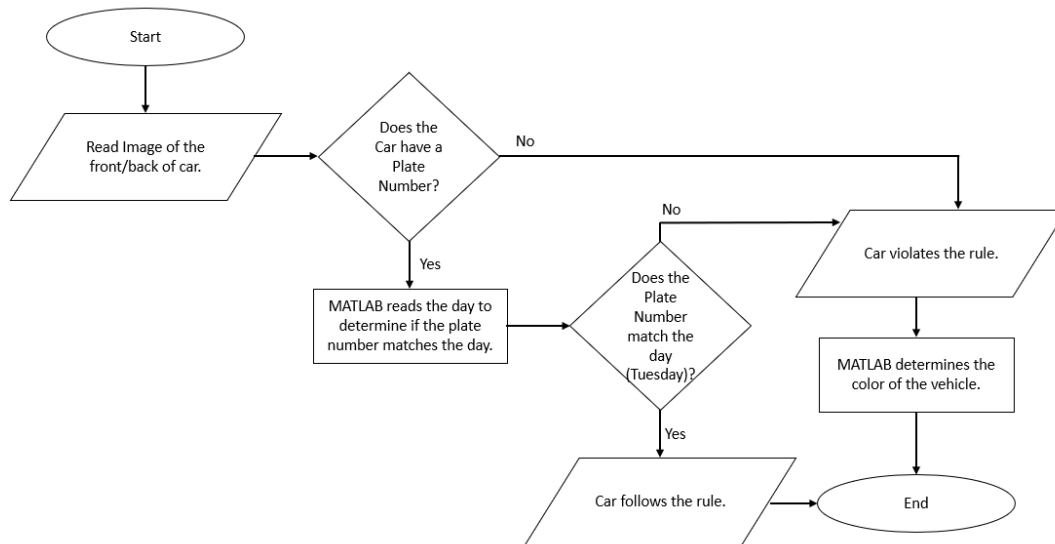 Start
Read Image of the
front/back of car.
Does the
Car have a
Plate
Number?
No
Yes
MATLAB reads the day to
determine if the plate
number matches the day.
Does the
Plate
Number
match the
day
(Tuesday)?
No
Yes
Car violates the rule.
MATLAB determines the
color of the vehicle.
Car follows the rule.
End